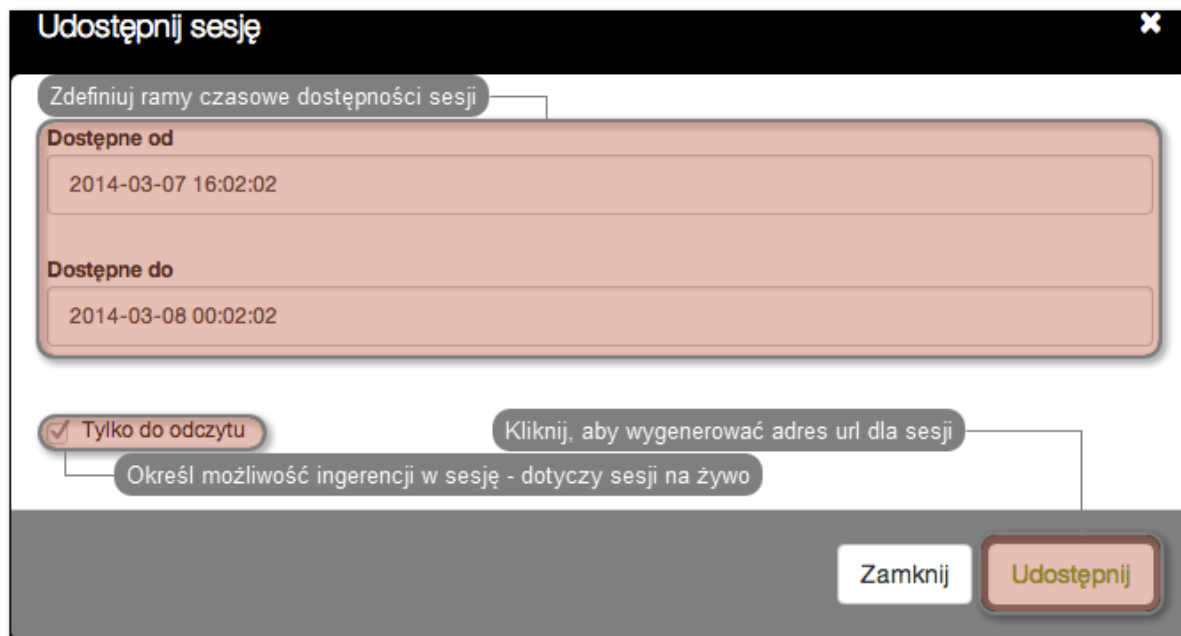 Udostępnij sesję
Zdefiniuj ramy czasowe dostępności sesji
Dostępne od
2014-03-07 16:02:02
Dostępne do
2014-03-08 00:02:02
Tylko do odczytu
Kliknij, aby wygenerować adres url dla sesji
Określ możliwość ingerencji w sesję - dotyczy sesji na żywo
Zamknij
Udostępnij